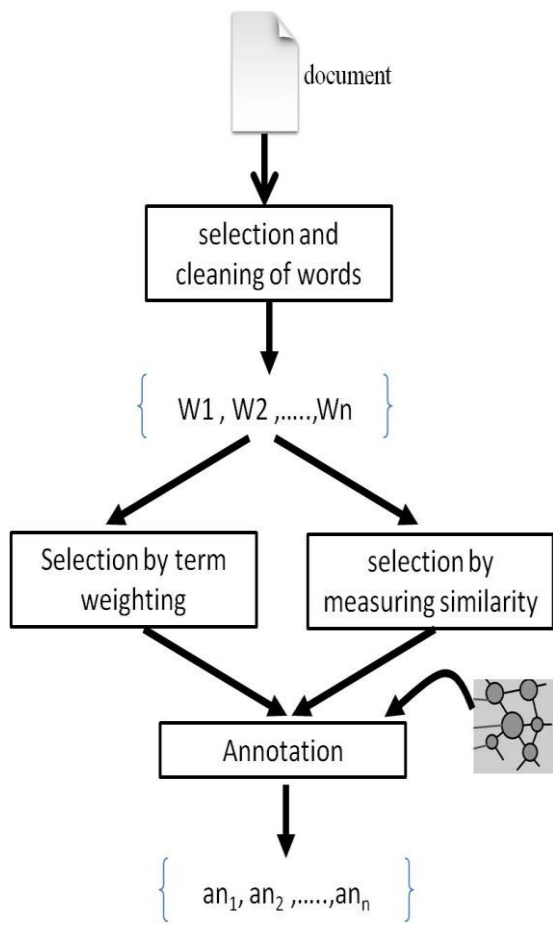 document
selection and
cleaning of words
{ W1 , W2 ,.....,Wn }
Selection by term
weighting
selection by
measuring similarity
Annotation
{ an₁, an₂ ,.....,anₙ }